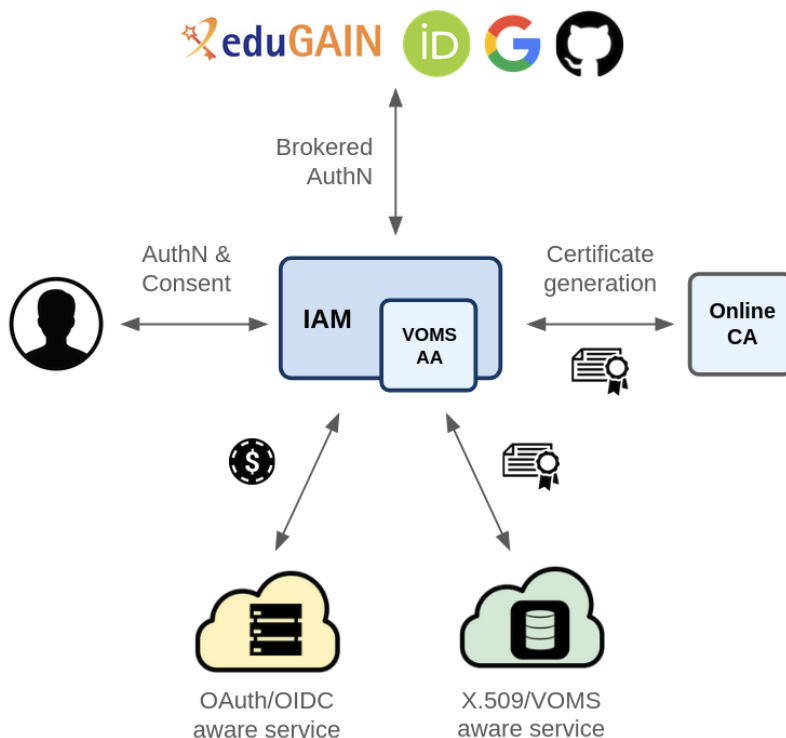 eduGAIN iD G
Brokered
AuthN
AuthN &
Consent
Certificate
generation
IAM
VOMS
AA
Online
CA
$
$OAuth/OIDC
aware service
X.509/VOMS
aware service